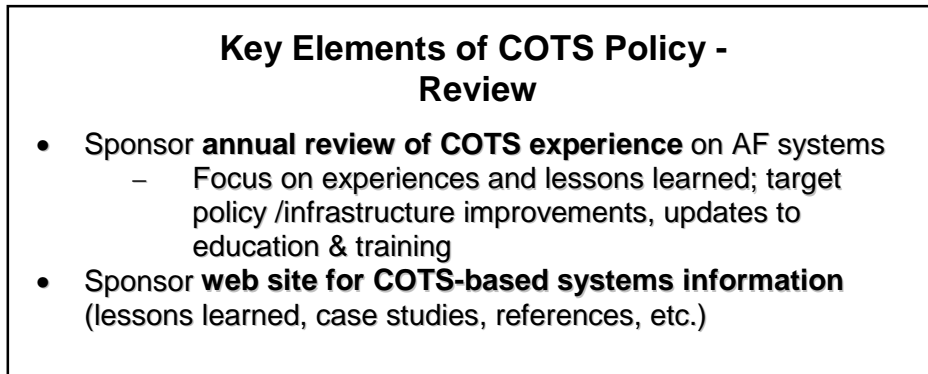 Key Elements of COTS Policy -
Review
• Sponsor annual review of COTS experience on AF systems
– Focus on experiences and lessons learned; target
policy /infrastructure improvements, updates to
education & training
• Sponsor web site for COTS-based systems information
(lessons learned, case studies, references, etc.)